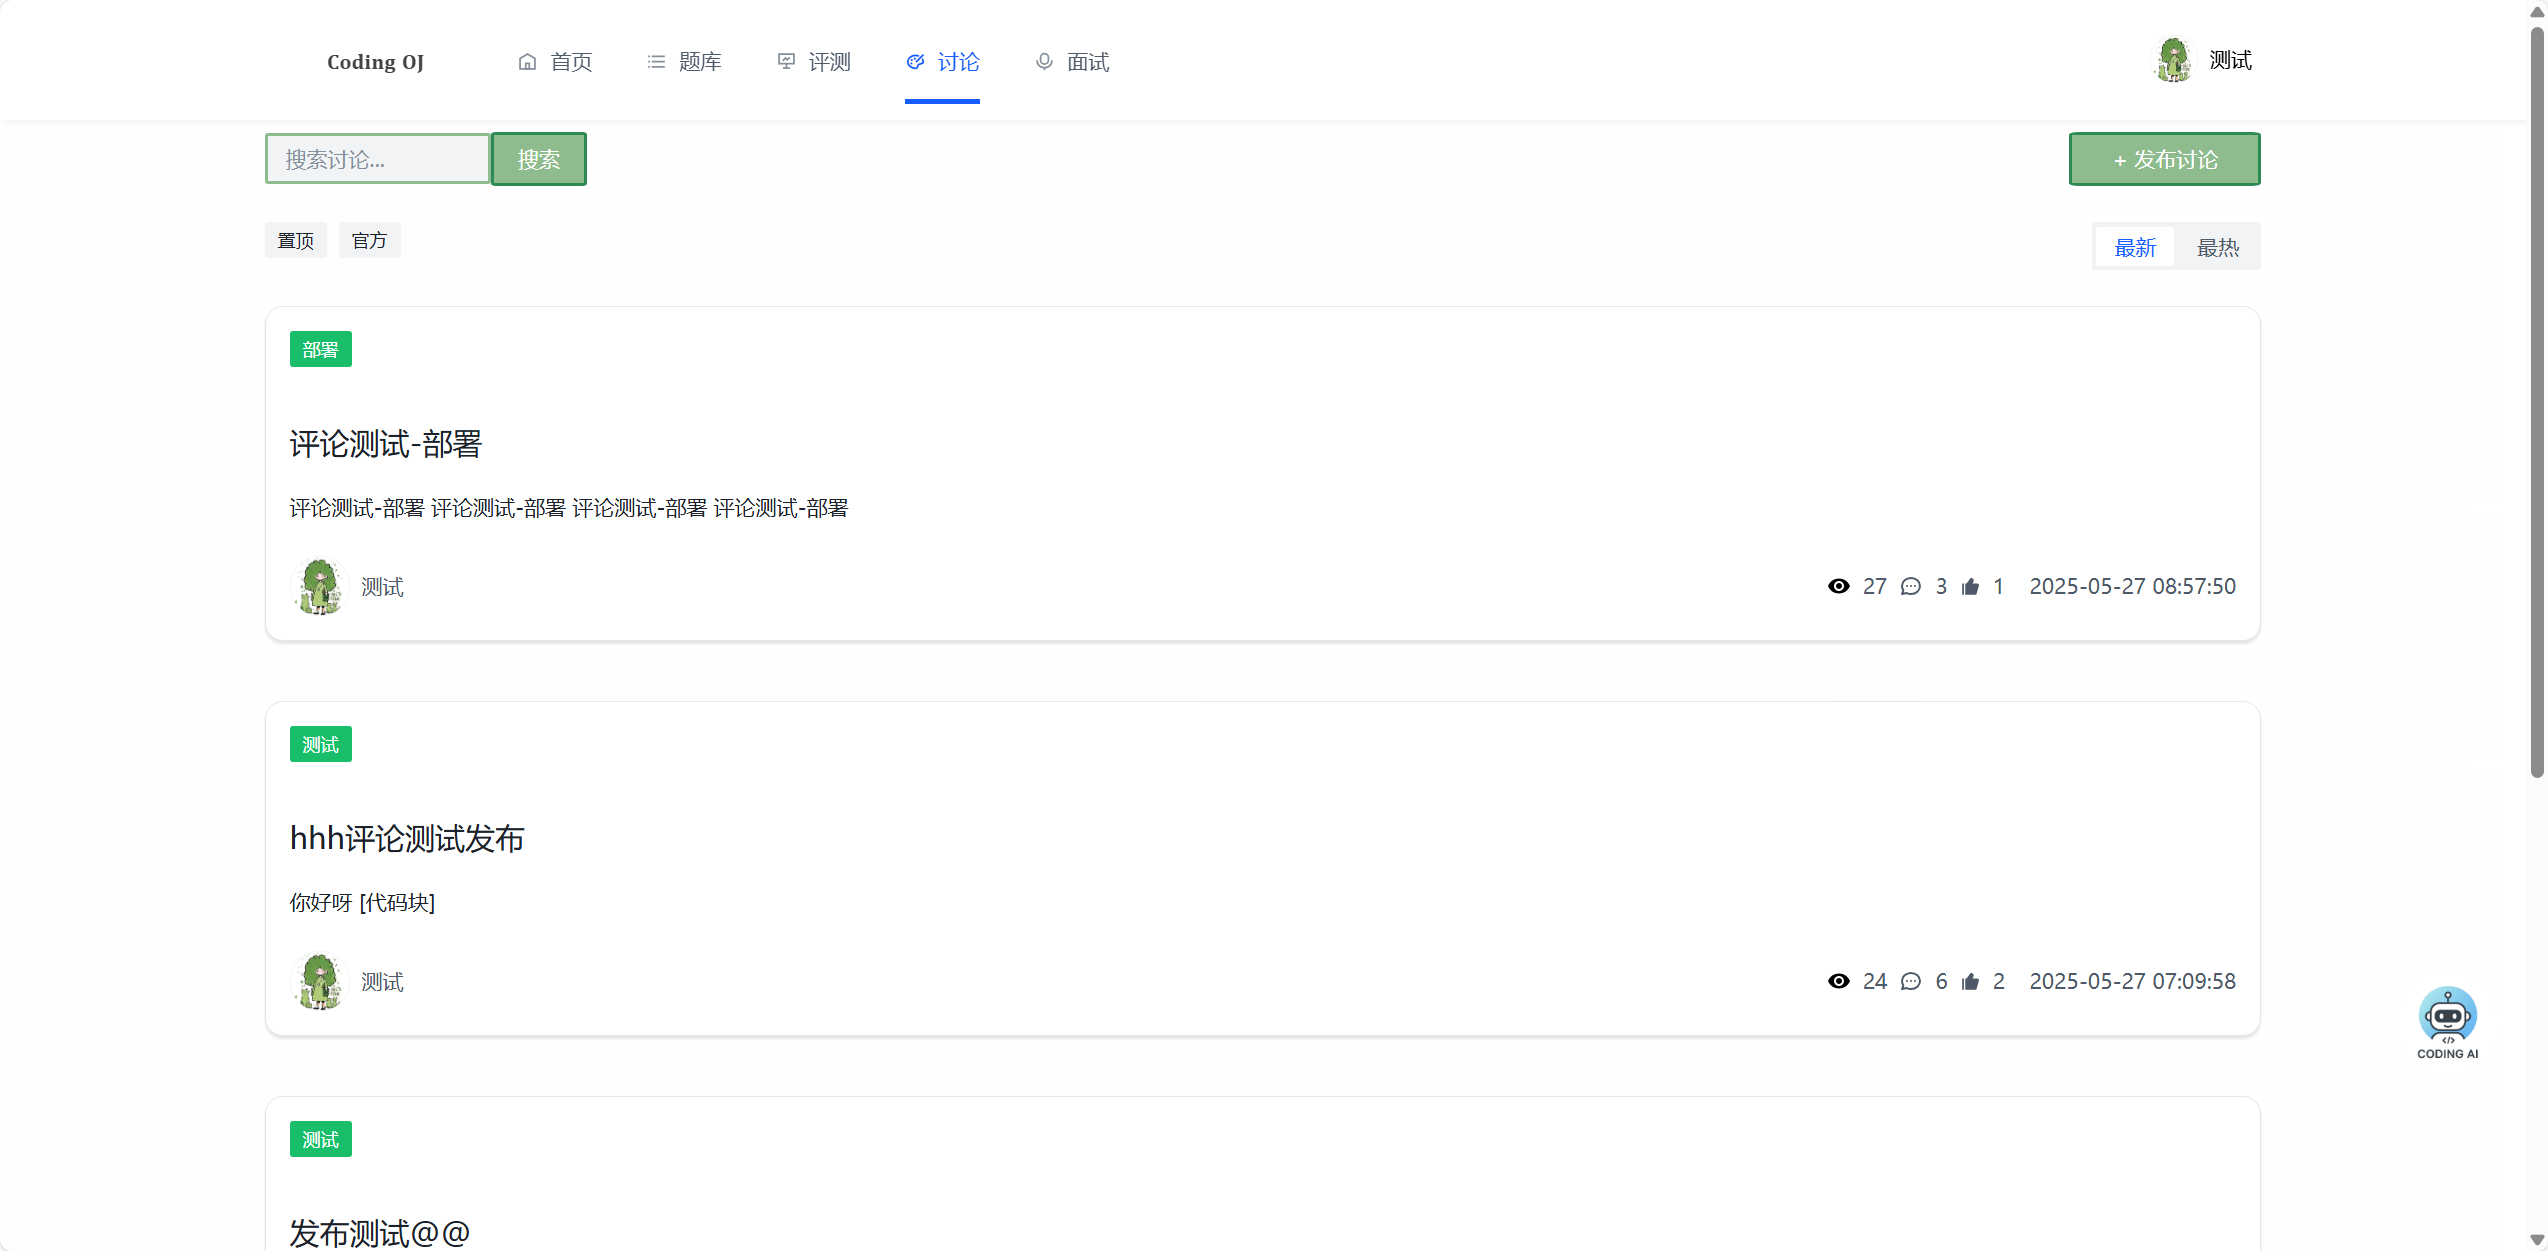 Coding OJ 首页 题库 评测 讨论 面试 测试
搜索讨论... 搜索 + 发布讨论
置顶 官方 最新 最热
部署
评论测试-部署
评论测试-部署 评论测试-部署 评论测试-部署 评论测试-部署
测试 27 3 1 2025-05-27 08:57:50
测试
hhh评论测试发布
你好呀 [代码块]
测试 24 6 2 2025-05-27 07:09:58
</>
CODING AI
测试
发布测试@@